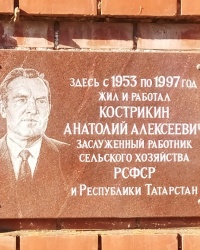 ЗДЕСЬ С 1953 ПО 1997 ГОД
ЖИЛ И РАБОТАЛ
КОСТРИКИН
АНАТОЛИЙ АЛЕКСЕЕВИЧ
ЗАСЛУЖЕННЫЙ РАБОТНИК
СЕЛЬСКОГО ХОЗЯЙСТВА
РСФСР
И РЕСПУБЛИКИ ТАТАРСТАН